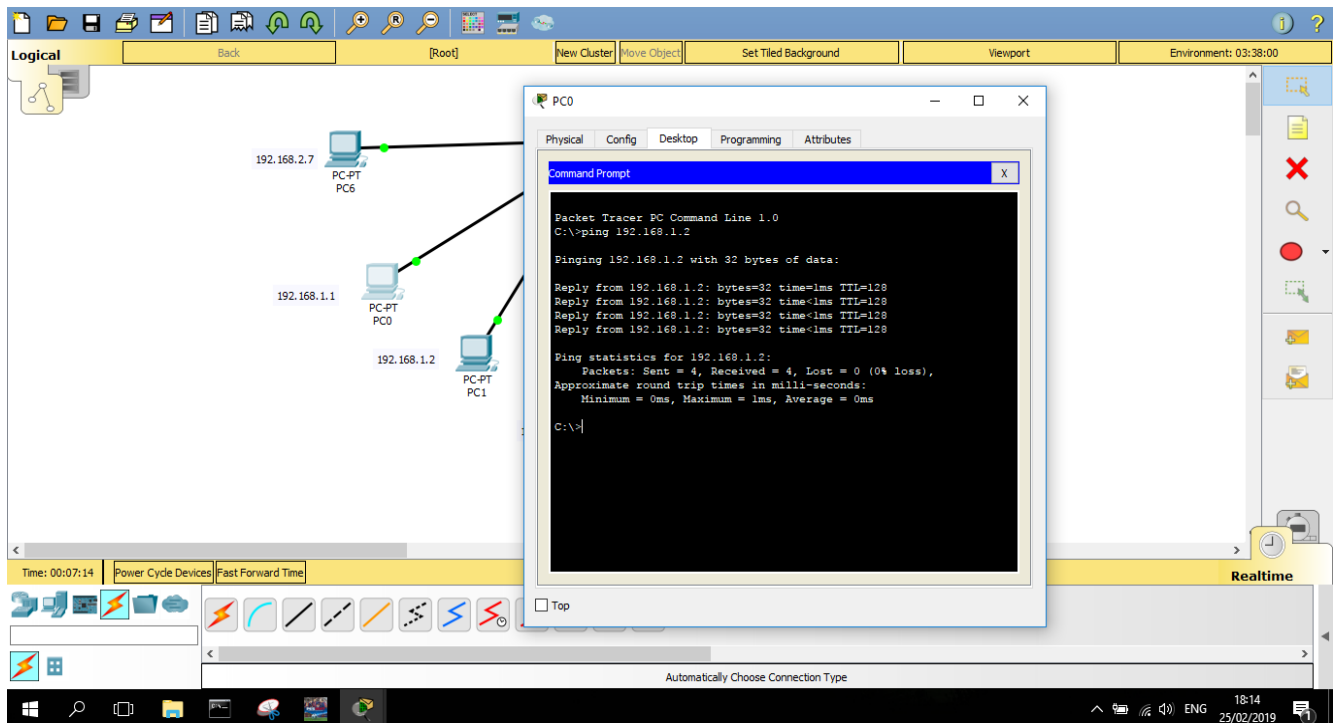 Logical
Back
[Root]
New Cluster
Move Object
Set Tiled Background
Viewport
Environment: 03:38:00
192.168.2.7
PC-PT
PC6
192.168.1.1
PC-PT
PC0
192.168.1.2
PC-PT
PC1
PC0
Physical
Config
Desktop
Programming
Attributes
Command Prompt
X
Packet Tracer PC Command Line 1.0
C:\>ping 192.168.1.2
Pinging 192.168.1.2 with 32 bytes of data:
Reply from 192.168.1.2: bytes=32 time=1ms TTL=128
Reply from 192.168.1.2: bytes=32 time<1ms TTL=128
Reply from 192.168.1.2: bytes=32 time<1ms TTL=128
Reply from 192.168.1.2: bytes=32 time<1ms TTL=128
Ping statistics for 192.168.1.2:
Packets: Sent = 4, Received = 4, Lost = 0 (0% loss),
Approximate round trip times in milli-seconds:
Minimum = 0ms, Maximum = 1ms, Average = 0ms
C:\>
Top
Time: 00:07:14
Power Cycle Devices
Fast Forward Time
Realtime
Automatically Choose Connection Type
ENG
18:14
25/02/2019